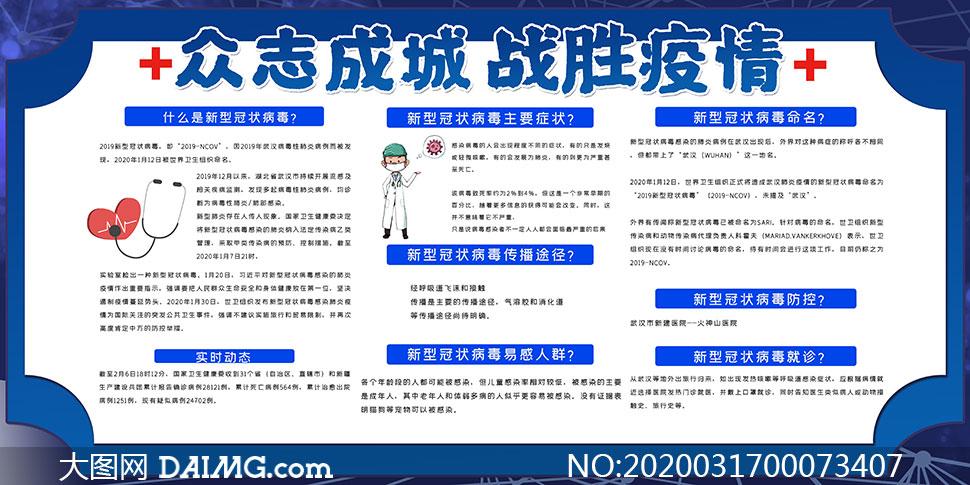 众志成城 战胜疫情
什么是新型冠状病毒?
2019新型冠状病毒，即“2019-NCOV”，因2019年武汉病毒性肺炎病例而被发
现，2020年1月12日被世界卫生组织命名。
2019年12月以来，湖北省武汉市持续开展流感及
相关疾病监测，发现多起病毒性肺炎病例，均诊
断为病毒性肺炎/肺部感染。
新型肺炎存在人传人现象。国家卫生健康委决定
将新型冠状病毒感染的肺炎纳入法定传染病乙类
管理，采取甲类传染病的预防、控制措施，截至
2020年1月7日21时，
实验室检出一种新型冠状病毒，1月20日，习近平对新型冠状病毒感染的肺炎
疫情作出重要指示，强调要把人民群众生命安全和身体健康放在第一位，坚决
遏制疫情蔓延势头。2020年1月30日，世卫组织发布新型冠状病毒感染肺炎疫
情为国际关注的突发公共卫生事件，强调不建议实施旅行和贸易限制，并再次
高度肯定中方的防控举措。
实时动态
截至2月6日18时12分，国家卫生健康委收到31个省（自治区、直辖市）和新疆
生产建设兵团累计报告确诊病例28121例，累计死亡病例564例，累计治愈出院
病例1251例，现有疑似病例24702例。
新型冠状病毒主要症状?
感染病毒的人会出现程度不同的症状，有的只是发烧
或轻微咳嗽，有的会发展为肺炎，有的则更为严重甚
至死亡。
该病毒致死率约为2%到4%，但这是一个非常早期的
百分比，随着更多信息的获得可能会改变。同时，这
并不意味着它不严重，
只是说病毒感染者不一定人人都会面临最严重的后果
新型冠状病毒传播途径?
经呼吸道飞沫和接触
传播是主要的传播途径，气溶胶和消化道
等传播途径尚待明确。
新型冠状病毒易感人群?
各个年龄段的人都可能被感染，但儿童感染率相对较低，被感染的主要
是成年人，其中老年人和体弱多病的人似乎更容易被感染。没有证据表
明猫狗等宠物可以被感染。
新型冠状病毒命名?
新型冠状病毒感染的肺炎病例在武汉出现后，外界对这种病症的称呼各不相同
，但都带上了“武汉（WUHAN）”这一地名。
2020年1月12日，世界卫生组织正式将造成武汉肺炎疫情的新型冠状病毒命名为
“2019新型冠状病毒”（2019-NCOV），未提及“武汉”。
外界有传闻称新型冠状病毒已被命名为SARI。针对病毒的命名，世卫组织新型
传染病和动物传染病代理负责人科霍夫（MARIAD.VANKERKHOVE）表示，世卫
组织现在没有时间讨论病毒的命名，待有时间会进行这项工作。目前仍称之为
2019-NCOV。
新型冠状病毒防控?
武汉市新建医院--火神山医院
新型冠状病毒就诊?
从武汉等地外出旅行归来，如出现发热咳嗽等呼吸道感染症状，应根据病情就
近选择医院发热门诊就医，并戴上口罩就诊，同时告知医生类似病人或动物接
触史、旅行史等。
大图网 DAIMG.com
NO:20200317000073407